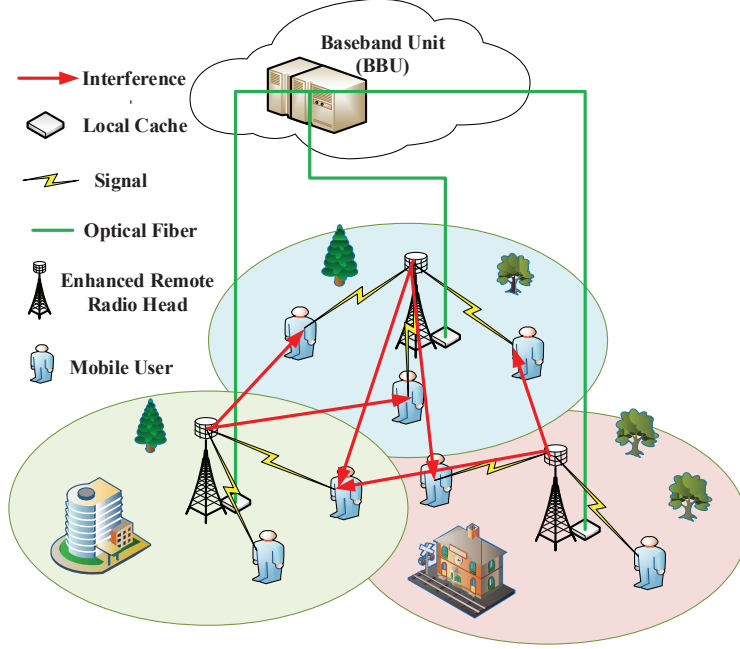 Baseband Unit
(BBU)
Interference
Local Cache
Signal
Optical Fiber
Enhanced Remote
Radio Head
Mobile User